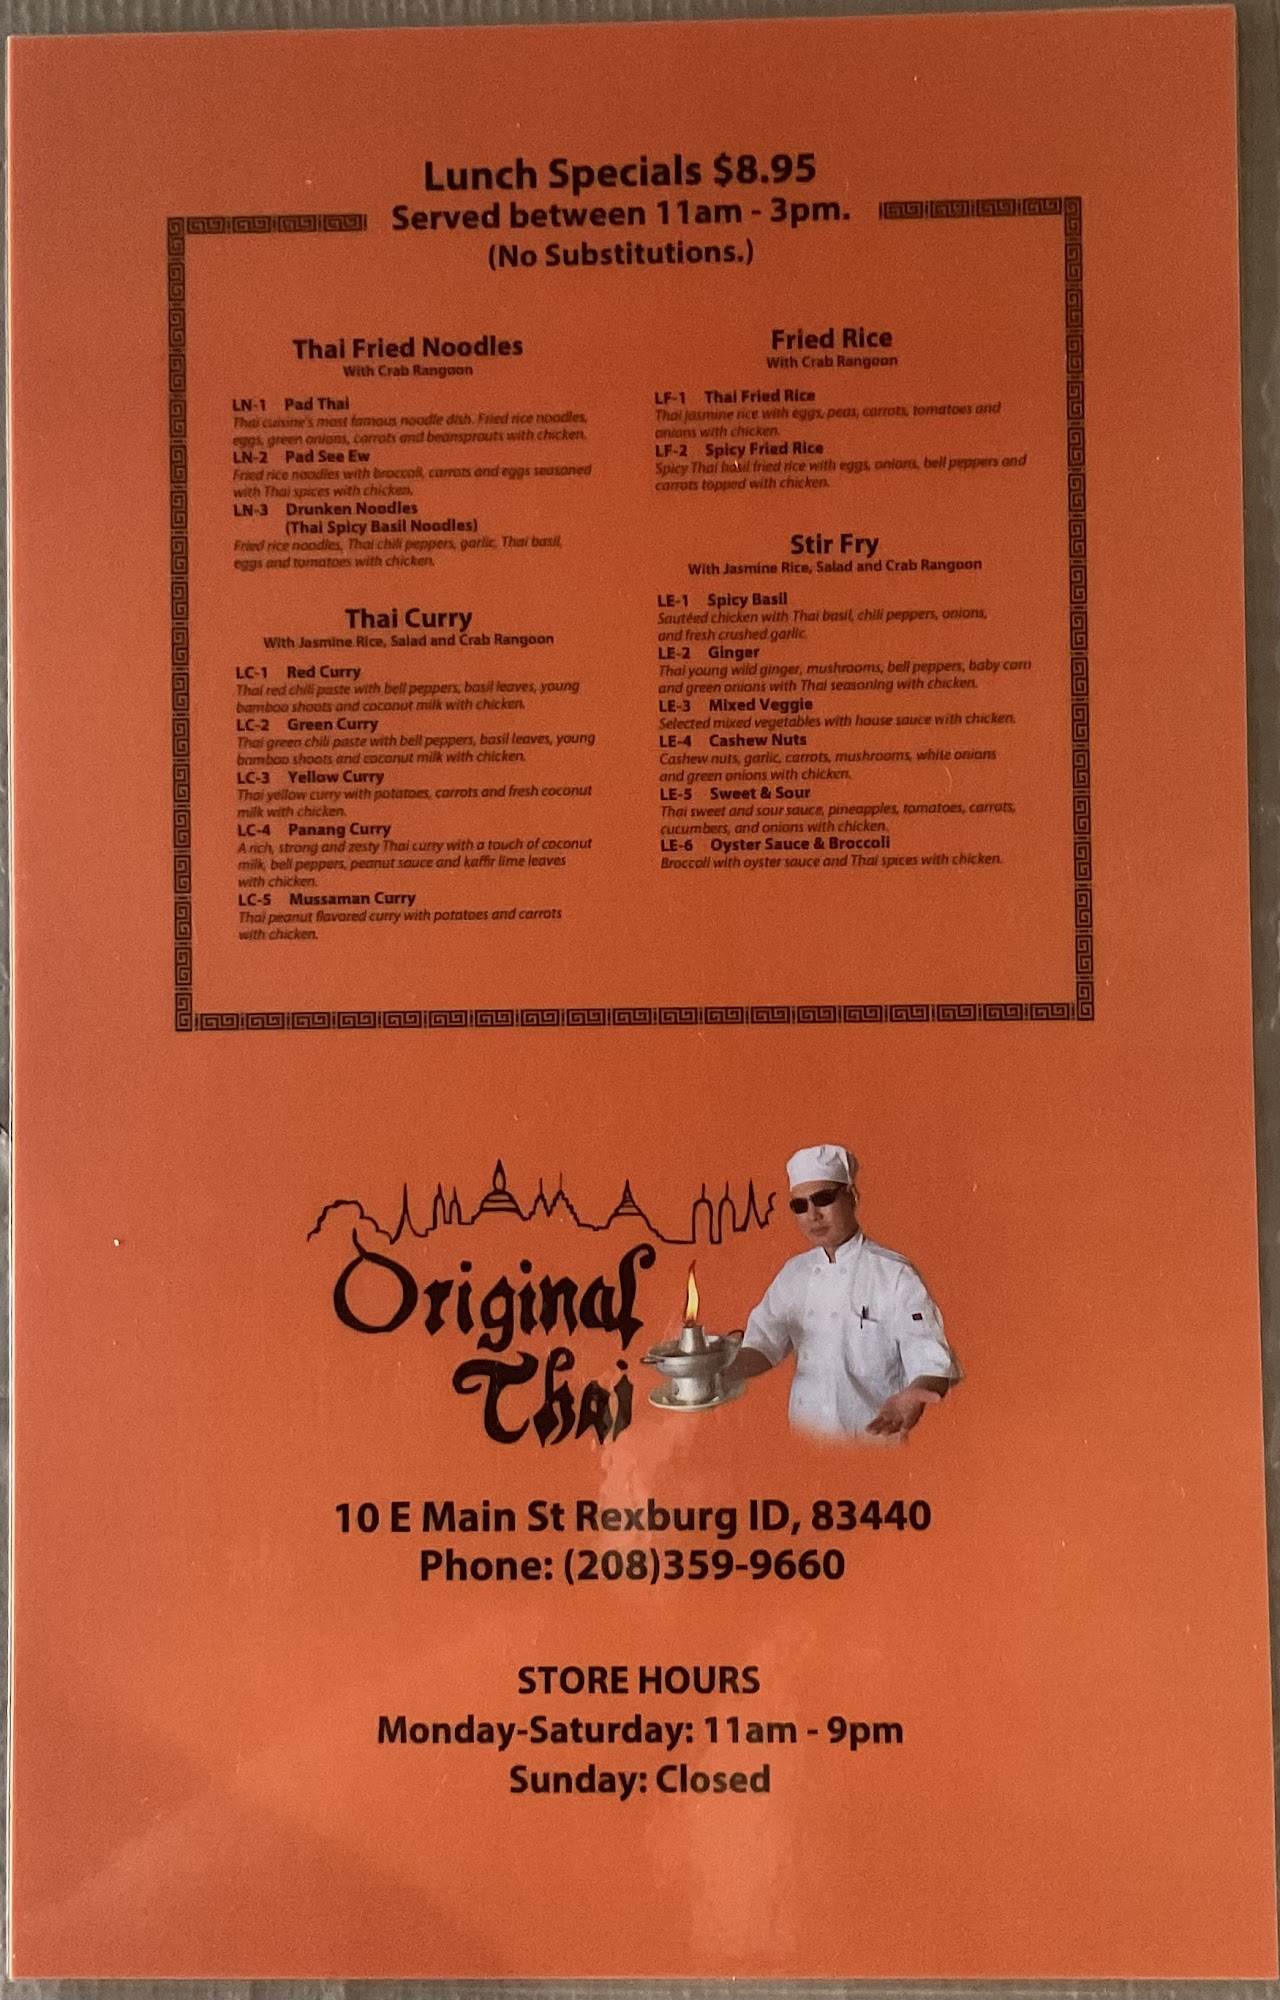 Lunch Specials $8.95
Served between 11am - 3pm.
(No Substitutions.)
Thai Fried Noodles
With Crab Rangoon
LN-1 Pad Thai
Thai cuisine's most famous noodle dish. Fried rice noodles,
eggs, green onions, carrots and beansprouts with chicken.
LN-2 Pad See Ew
Fried rice noodles with broccoli, carrots and eggs seasoned
with Thai spices with chicken.
LN-3 Drunken Noodles
(Thai Spicy Basil Noodles)
Fried rice noodles, Thai chili peppers, garlic, Thai basil,
eggs and tomatoes with chicken.
Thai Curry
With Jasmine Rice, Salad and Crab Rangoon
LC-1 Red Curry
Thai red chili paste with bell peppers, basil leaves, young
bamboo shoots and coconut milk with chicken.
LC-2 Green Curry
Thai green chili paste with bell peppers, basil leaves, young
bamboo shoots and coconut milk with chicken.
LC-3 Yellow Curry
Thai yellow curry with potatoes, carrots and fresh coconut
milk with chicken.
LC-4 Panang Curry
A rich, strong and zesty Thai curry with a touch of coconut
milk, bell peppers, peanut sauce and kaffir lime leaves
with chicken.
LC-5 Mussaman Curry
Thai peanut flavored curry with potatoes and carrots
with chicken.
Fried Rice
With Crab Rangoon
LF-1 Thai Fried Rice
Thai jasmine rice with eggs, peas, carrots, tomatoes and
onions with chicken.
LF-2 Spicy Fried Rice
Spicy Thai basil fried rice with eggs, onions, bell peppers and
carrots topped with chicken.
Stir Fry
With Jasmine Rice, Salad and Crab Rangoon
LE-1 Spicy Basil
Sautéed chicken with Thai basil, chili peppers, onions,
and fresh crushed garlic.
LE-2 Ginger
Thai young wild ginger, mushrooms, bell peppers, baby corn
and green onions with Thai seasoning with chicken.
LE-3 Mixed Veggie
Selected mixed vegetables with house sauce with chicken.
LE-4 Cashew Nuts
Cashew nuts, garlic, carrots, mushrooms, white onions
and green onions with chicken.
LE-5 Sweet & Sour
Thai sweet and sour sauce, pineapples, tomatoes, carrots,
cucumbers, and onions with chicken.
LE-6 Oyster Sauce & Broccoli
Broccoli with oyster sauce and Thai spices with chicken.
Original
Thai
10 E Main St Rexburg ID, 83440
Phone: (208)359-9660
STORE HOURS
Monday-Saturday: 11am - 9pm
Sunday: Closed